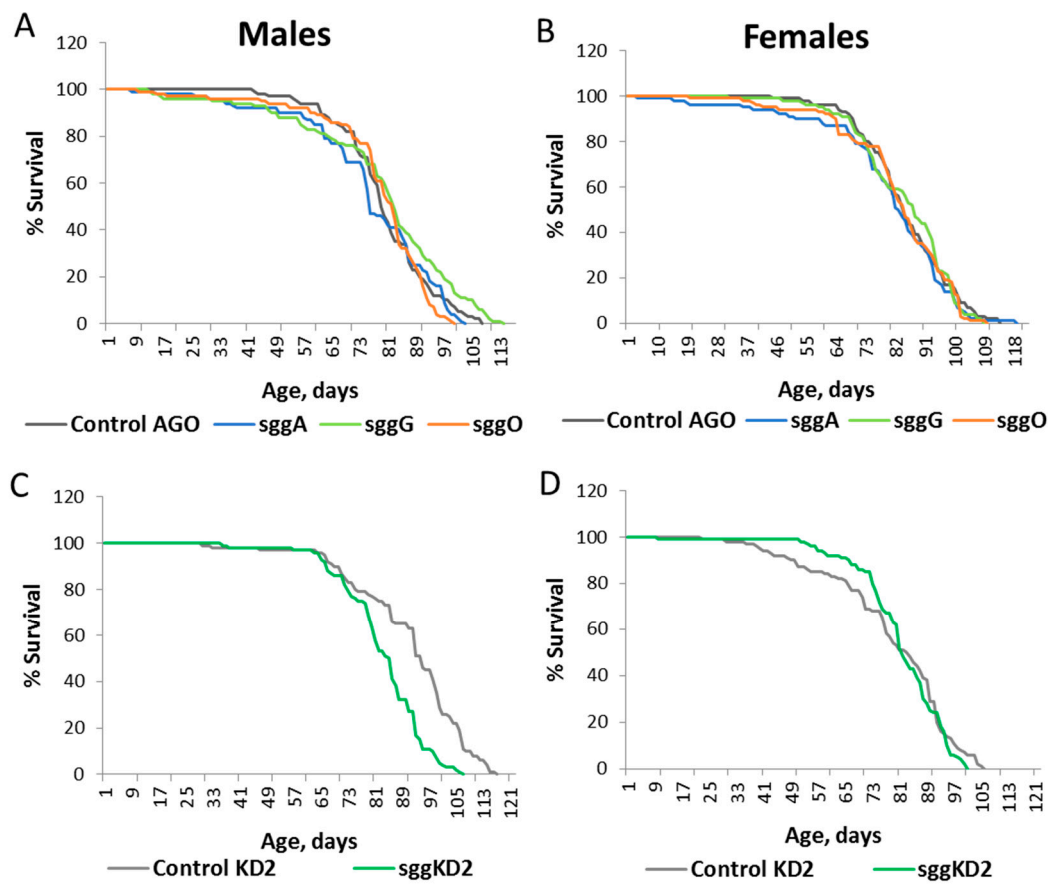 A
Males
120
100
80
60
40
20
0
% Survival
1 9 17 25 33 41 49 57 65 73 81 89 97 105 113
Age, days
Control AGO sggA sggG sggO
B
Females
120
100
80
60
40
20
0
% Survival
1 10 19 28 37 46 55 64 73 82 91 100 109 118
Age, days
Control AGO sggA sggG sggO
C
120
100
80
60
40
20
0
% Survival
1 9 17 25 33 41 49 57 65 73 81 89 97 105 113 121
Age, days
Control KD2 sggKD2
D
120
100
80
60
40
20
0
% Survival
1 9 17 25 33 41 49 57 65 73 81 89 97 105 113 121
Age, days
Control KD2 sggKD2